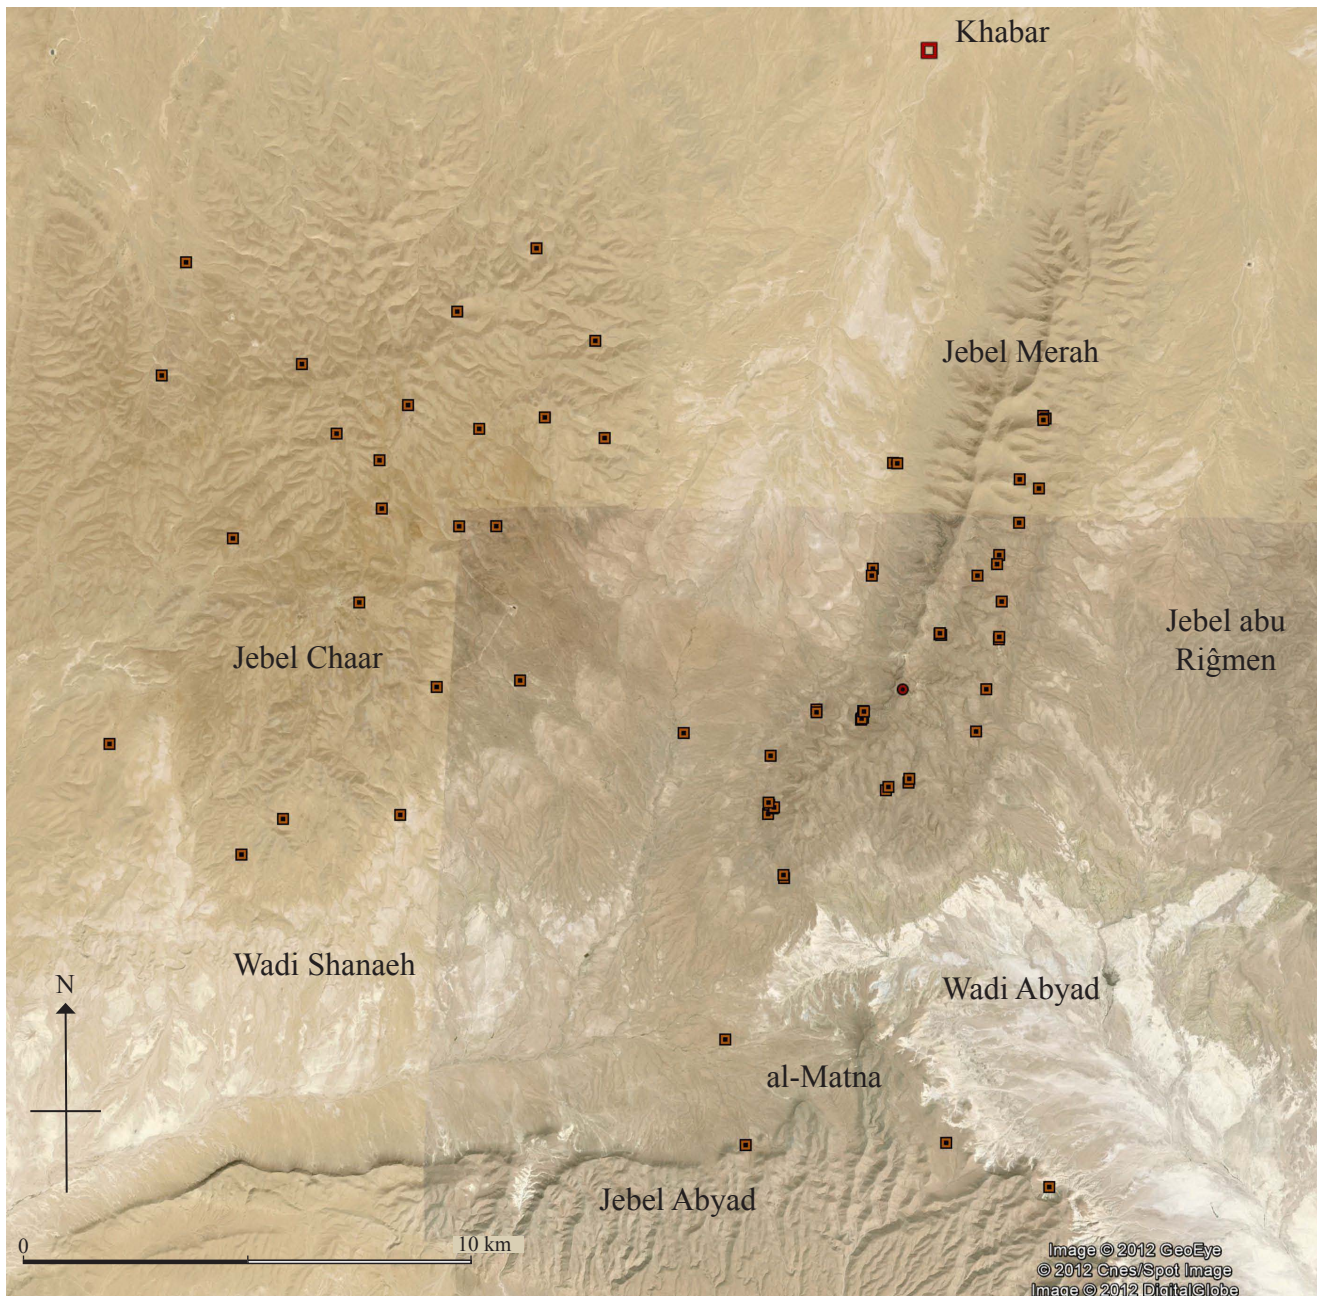 Khabar
Jebel Merah
Jebel abu
Riĝmen
Jebel Chaar
Wadi Shanaeh
N
Wadi Abyad
al-Matna
Jebel Abyad
0
10 km
Image © 2012 GeoEye
© 2012 Cnes/Spot Image
Image © 2012 DigitalGlobe